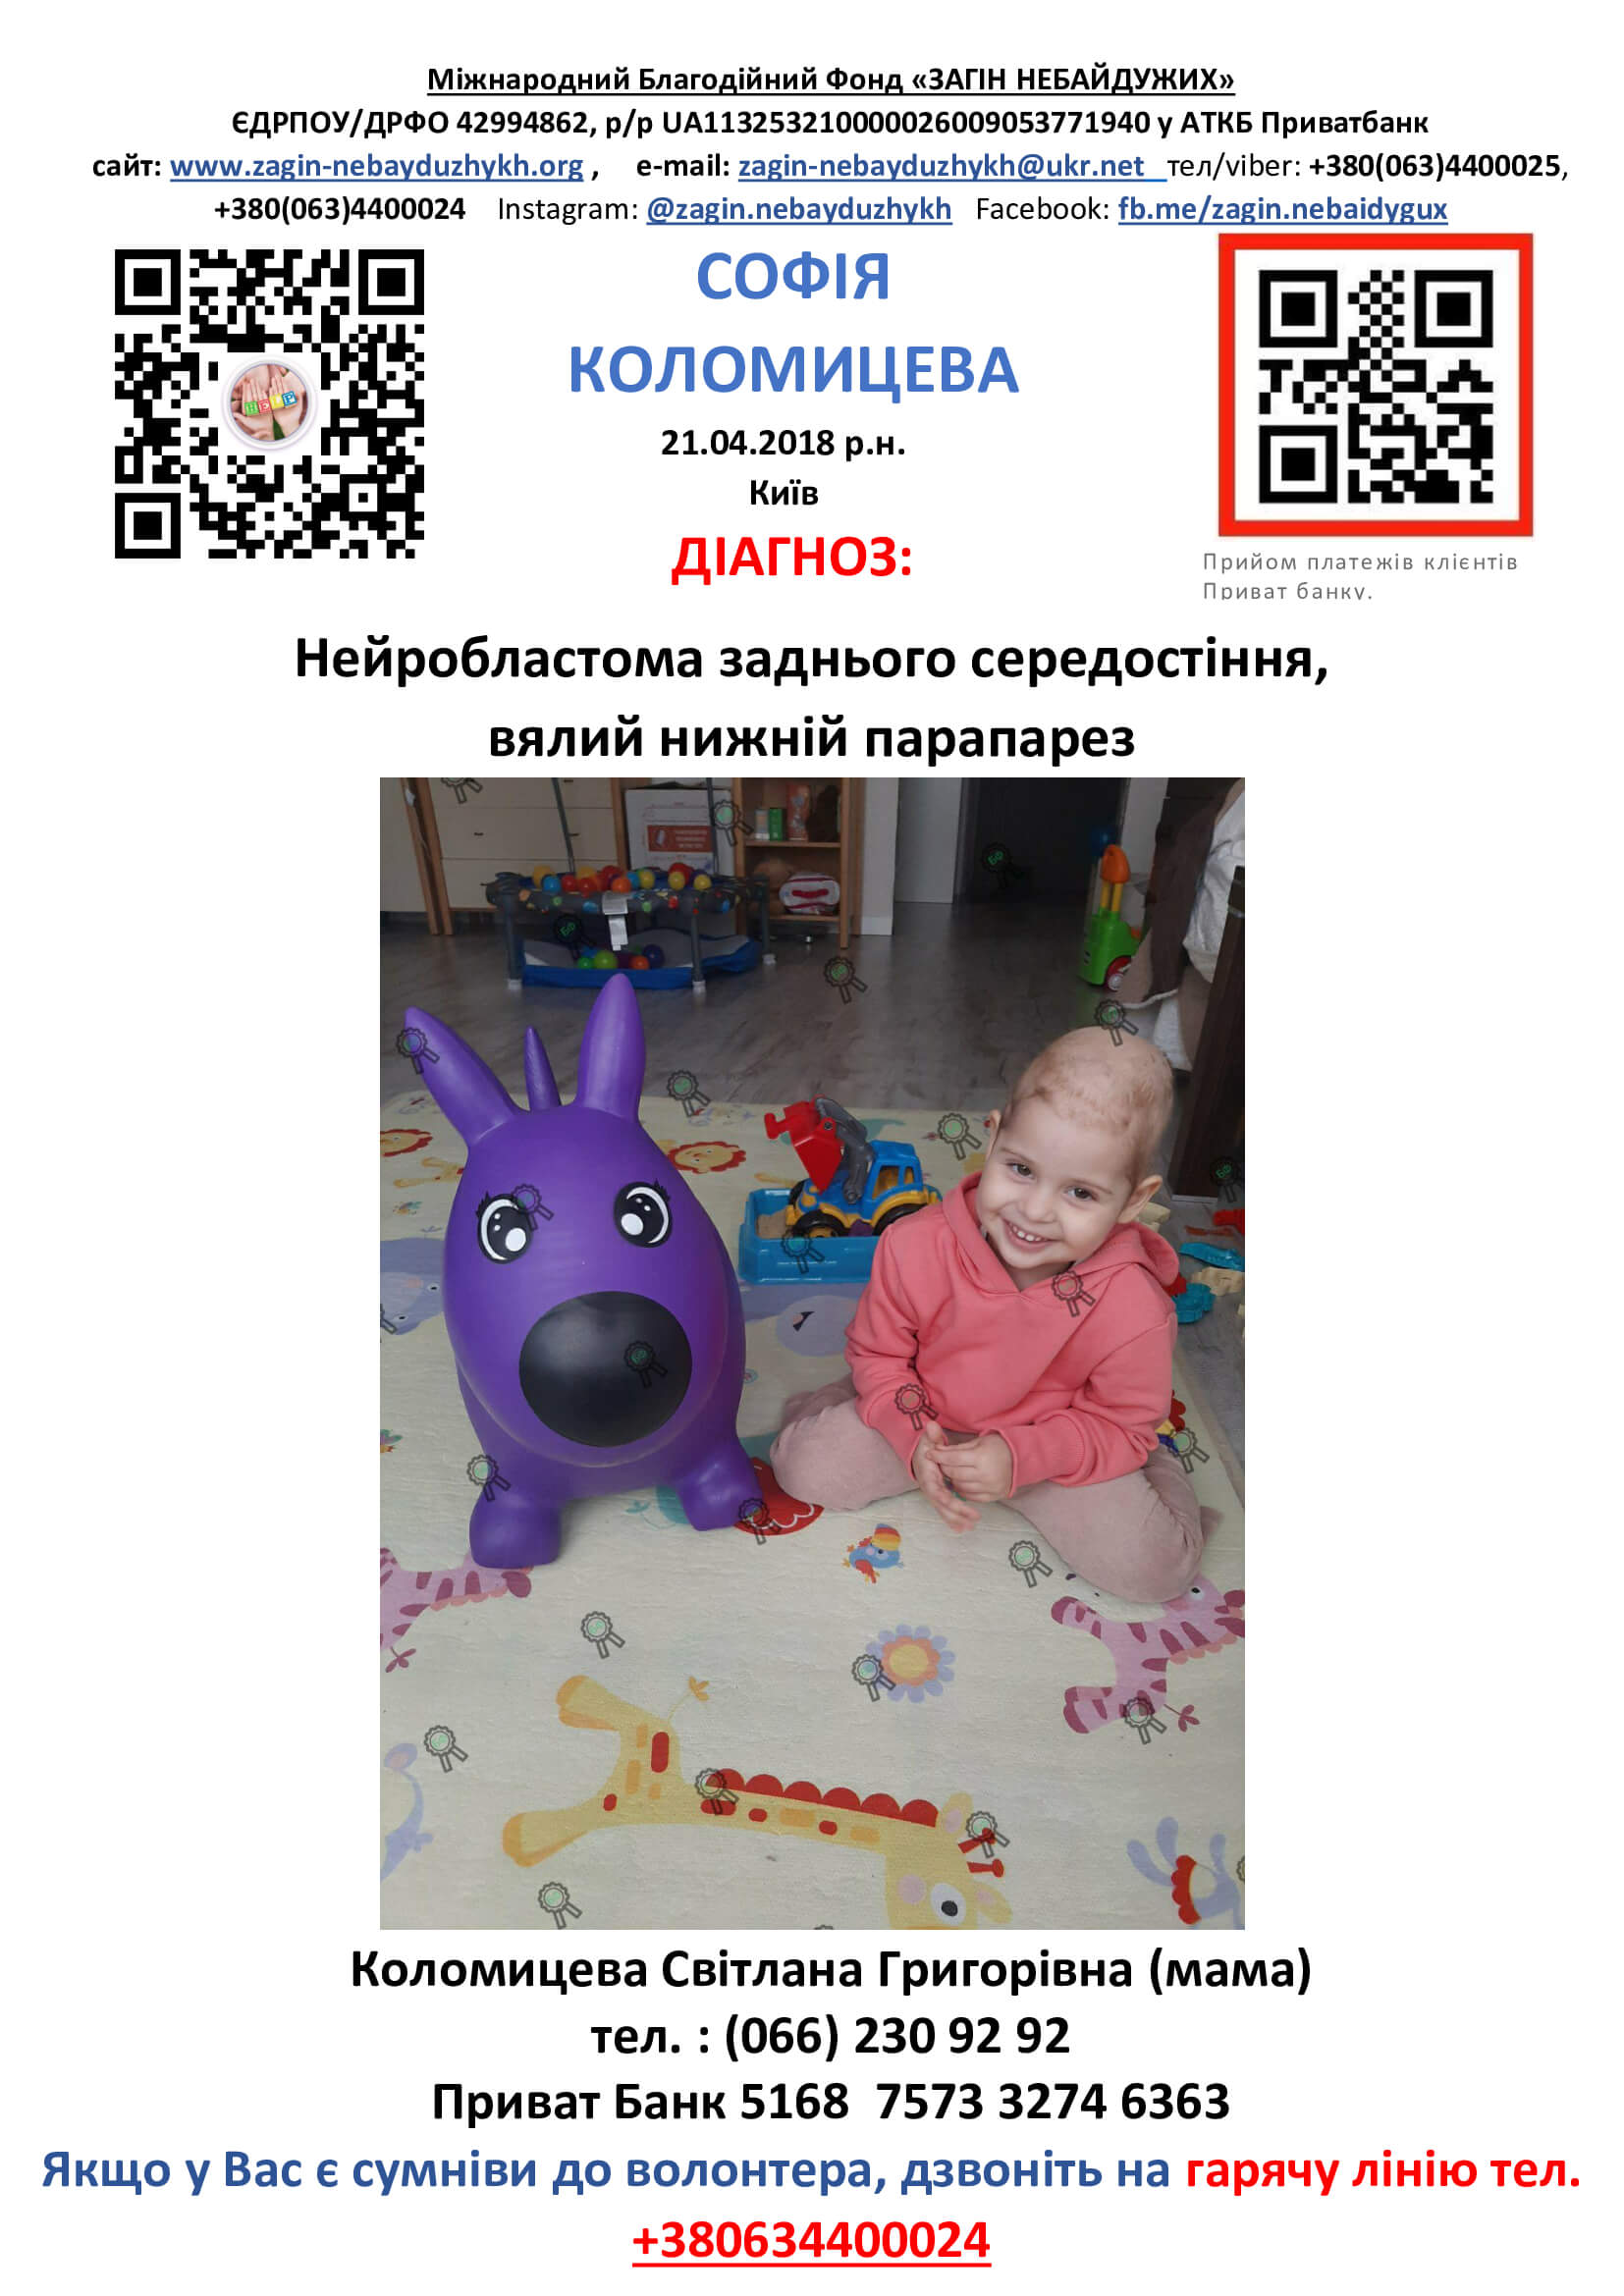 Міжнародний Благодійний Фонд «ЗАГІН НЕБАЙДУЖИХ»
ЄДРПОУ/ДРФО 42994862, р/р UA113253210000026009053771940 у АТКБ Приватбанк
сайт: www.zagin-nebayduzhykh.org , e-mail: zagin-nebayduzhykh@ukr.net тел/viber: +380(063)4400025,
+380(063)4400024 Instagram: @zagin.nebayduzhykh Facebook: fb.me/zagin.nebaidygux
HELP
СОФІЯ
КОЛОМИЦЕВА
21.04.2018 р.н.
Київ
ДІАГНОЗ:
Прийом платежів клієнтів
Приват банку.
Нейробластома заднього середостіння,
вялий нижній парапарез
Коломицева Світлана Григорівна (мама)
тел. : (066) 230 92 92
Приват Банк 5168 7573 3274 6363
Якщо у Вас є сумніви до волонтера, дзвоніть на гарячу лінію тел.
+380634400024